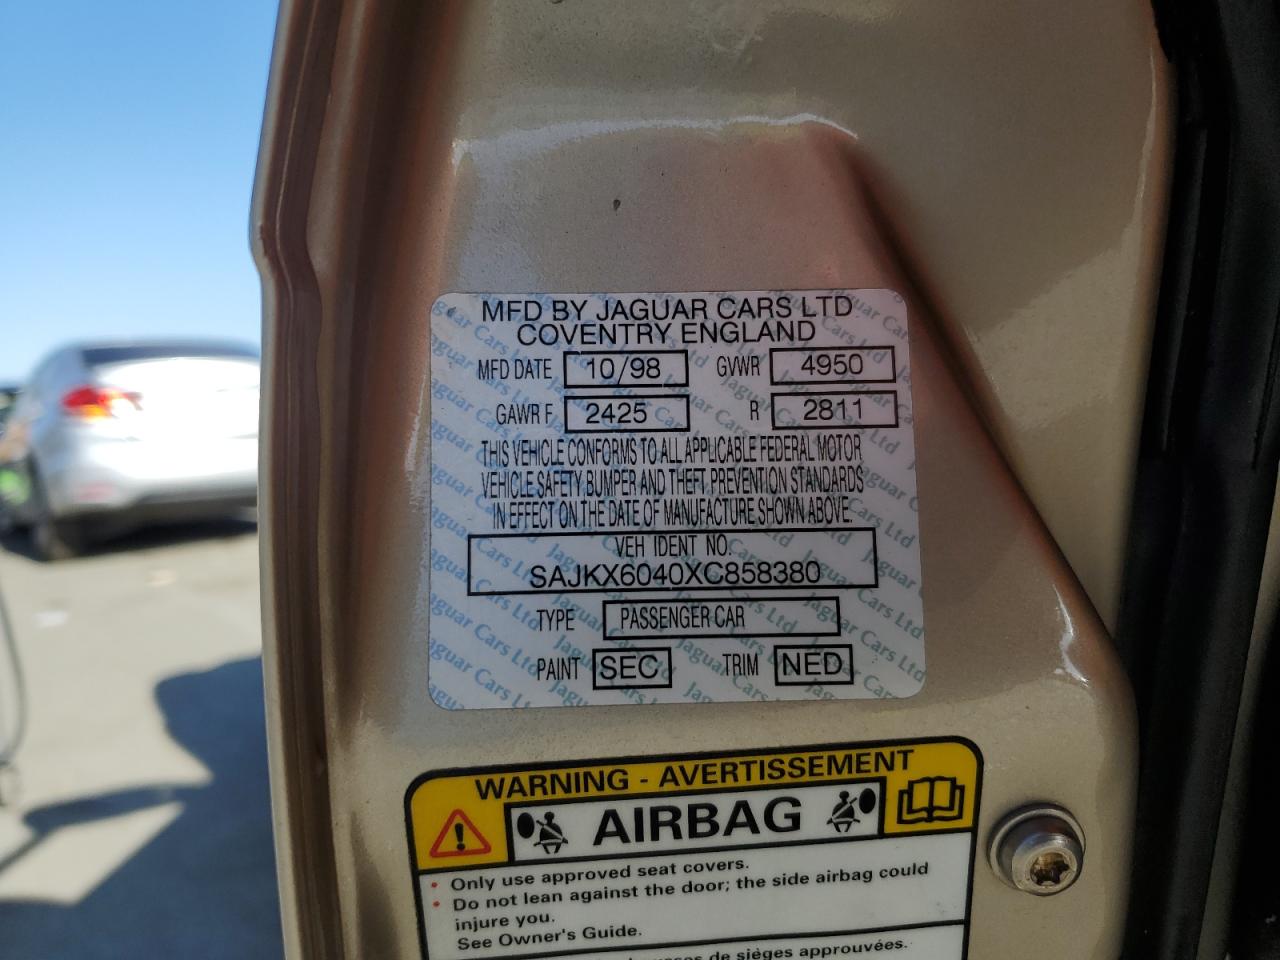 MFD BY JAGUAR CARS LTD
COVENTRY ENGLAND
MFD DATE 10/98 GVWR 4950
GAWR F. 2425 R 2811
THIS VEHICLE CONFORMS TO ALL APPLICABLE FEDERAL MOTOR
VEHICLE SAFETY, BUMPER AND THEFT PREVENTION STANDARDS
IN EFFECT ON THE DATE OF MANUFACTURE SHOWN ABOVE.
VEH IDENT NO.
SAJKX6040XC858380
TYPE PASSENGER CAR
PAINT SEC TRIM NED
WARNING - AVERTISSEMENT
AIRBAG
• Only use approved seat covers.
• Do not lean against the door; the side airbag could
injure you.
See Owner's Guide.
de sièges approuvées.